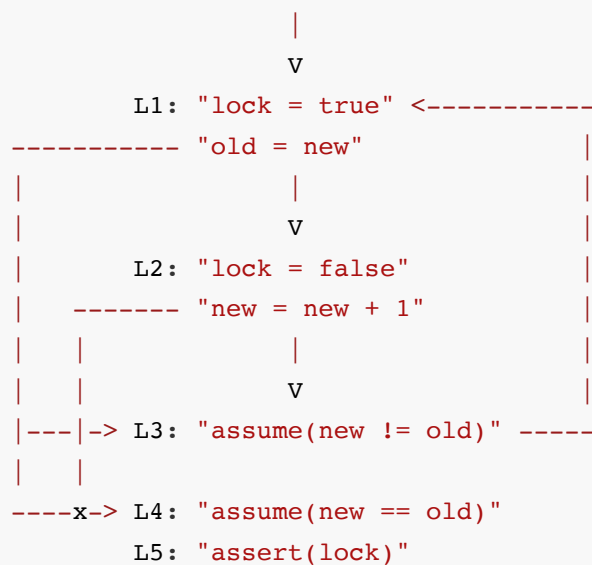 |
V
L1: "lock = true" <-----------
----------- "old = new" |
| | |
| V |
| L2: "lock = false" |
| ------- "new = new + 1" |
| | | |
| | V |
|---|-> L3: "assume(new != old)" -----
| |
----x-> L4: "assume(new == old)"
L5: "assert(lock)"